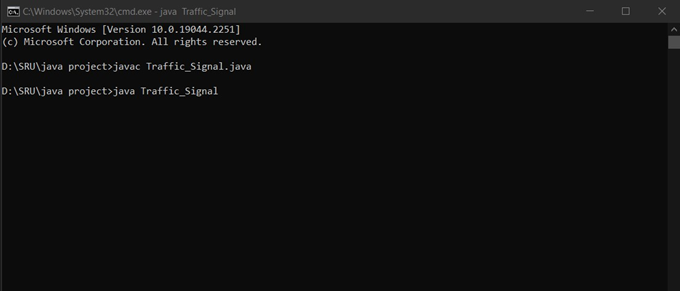 C:\Windows\System32\cmd.exe - java  Traffic_Signal
Microsoft Windows [Version 10.0.19044.2251]
(c) Microsoft Corporation. All rights reserved.
D:\SRU\java project>javac Traffic_Signal.java
D:\SRU\java project>java Traffic_Signal